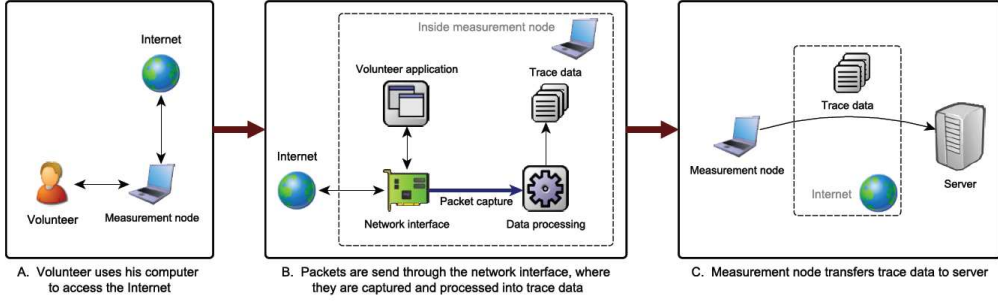 Internet
Volunteer
Measurement node
A. Volunteer uses his computer
to access the Internet
Inside measurement node
Volunteer application
Trace data
Internet
Packet capture
Network interface
Data processing
B. Packets are send through the network interface, where
they are captured and processed into trace data
Trace data
Measurement node
Server
Internet
C. Measurement node transfers trace data to server